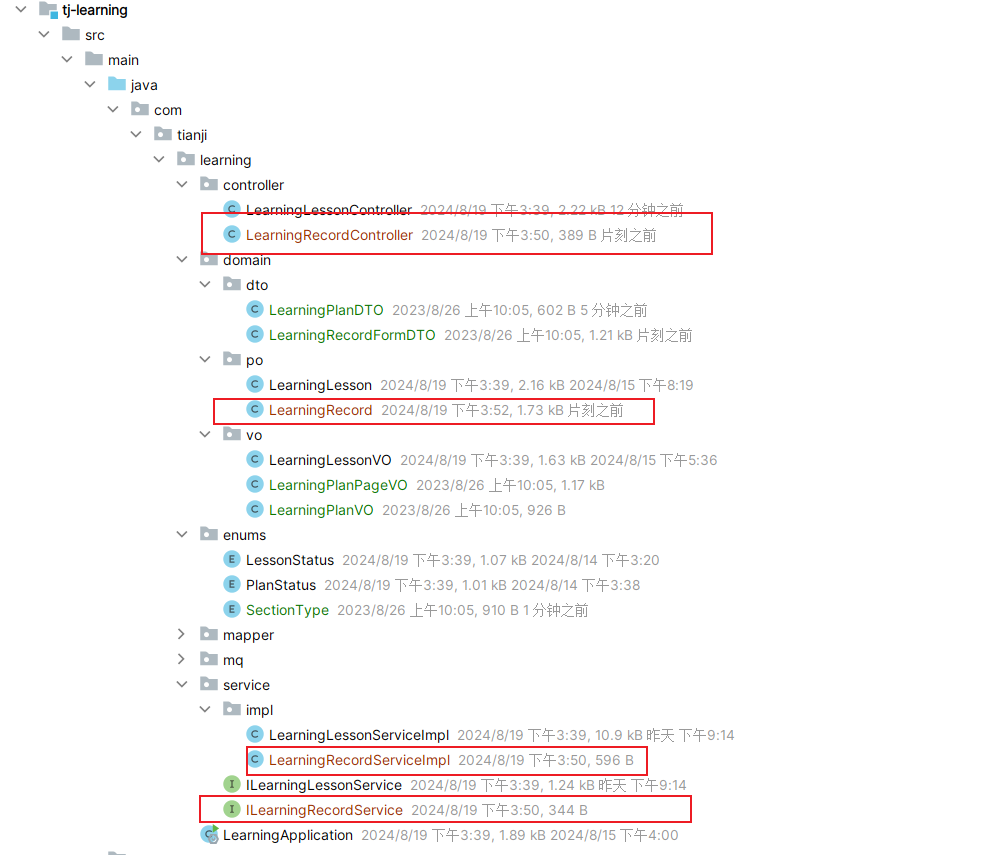 tj-learning
src
main
java
com
tianji
learning
controller
LearningLessonController 2024/8/19 下午3:39, 2.22 kB 12 分钟之前
LearningRecordController 2024/8/19 下午3:50, 389 B 片刻之前
domain
dto
LearningPlanDTO 2023/8/26 上午10:05, 602 B 5 分钟之前
LearningRecordFormDTO 2023/8/26 上午10:05, 1.21 kB 片刻之前
po
LearningLesson 2024/8/19 下午3:39, 2.16 kB 2024/8/15 下午8:19
LearningRecord 2024/8/19 下午3:52, 1.73 kB 片刻之前
vo
LearningLessonVO 2024/8/19 下午3:39, 1.63 kB 2024/8/15 下午5:36
LearningPlanPageVO 2023/8/26 上午10:05, 1.17 kB
LearningPlanVO 2023/8/26 上午10:05, 926 B
enums
E LessonStatus 2024/8/19 下午3:39, 1.07 kB 2024/8/14 下午3:20
E PlanStatus 2024/8/19 下午3:39, 1.01 kB 2024/8/14 下午3:38
E SectionType 2023/8/26 上午10:05, 910 B 1 分钟之前
mapper
mq
service
impl
C LearningLessonServiceImpl 2024/8/19 下午3:39, 10.9 kB 昨天 下午9:14
C LearningRecordServiceImpl 2024/8/19 下午3:50, 596 B
I ILearningLessonService 2024/8/19 下午3:39, 1.24 kB 昨天 下午9:14
I ILearningRecordService 2024/8/19 下午3:50, 344 B
LearningApplication 2024/8/19 下午3:39, 1.89 kB 2024/8/15 下午4:00